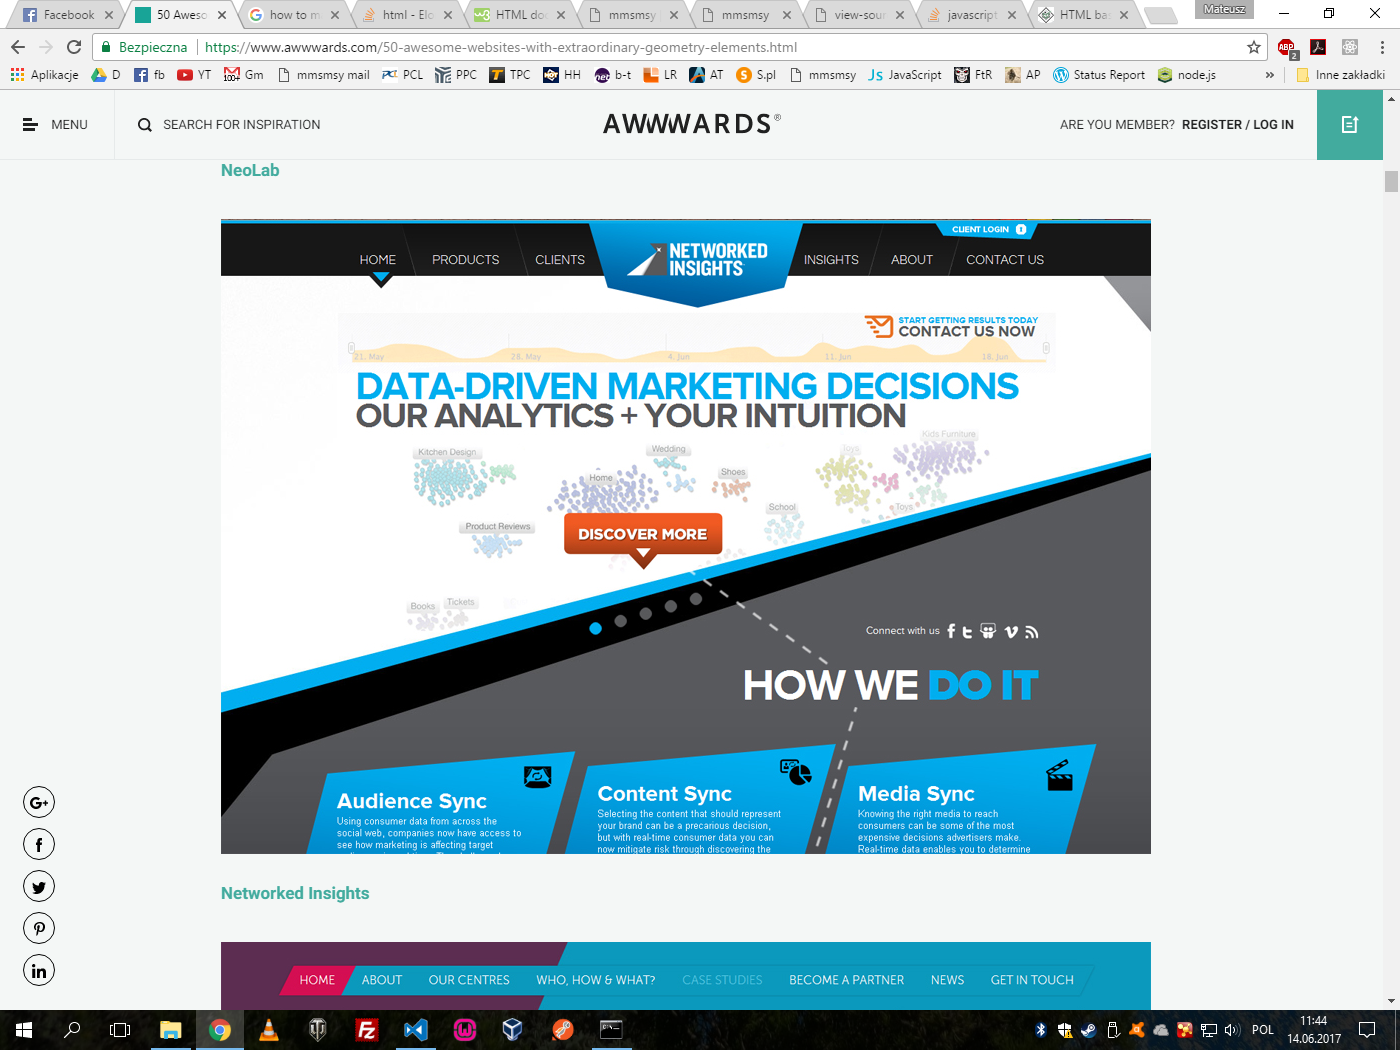 Facebook
50 Aweso
how to m
html - Elo
HTML doc
mmsmsy
mmsmsy
view-sour
javascript
HTML bas
Mateusz
Bezpieczna
https://www.awwwards.com/50-awesome-websites-with-extraordinary-geometry-elements.html
Aplikacje
D
fb
YT
Gm
mmsmsy mail
PCL
PPC
TPC
HH
b-t
LR
AT
S.pl
mmsmsy
JavaScript
FtR
AP
Status Report
node.js
»
Inne zakładki
MENU
SEARCH FOR INSPIRATION
AWWWARDS®
ARE YOU MEMBER? REGISTER / LOG IN
NeoLab
CLIENT LOGIN
HOME
PRODUCTS
CLIENTS
NETWORKED
INSIGHTS
INSIGHTS
ABOUT
CONTACT US
START GETTING RESULTS TODAY
CONTACT US NOW
21. May
28. May
4. Jun
11. Jun
18. Jun
DATA-DRIVEN MARKETING DECISIONS
OUR ANALYTICS + YOUR INTUITION
Kitchen Design
Wedding
Toys
Kids Furniture
Home
Shoes
School
Toys
Product Reviews
DISCOVER MORE
Books
Tickets
Connect with us
HOW WE DO IT
Audience Sync
Using consumer data from across the
social web, companies now have access to
see how marketing is affecting target
Content Sync
Selecting the content that should represent
your brand can be a precarious decision,
but with real-time consumer data you can
now mitigate risk through discovering the
Media Sync
Knowing the right media to reach
consumers can be some of the most
expensive decisions advertisers make.
Real-time data enables you to determine
Networked Insights
HOME
ABOUT
OUR CENTRES
WHO, HOW & WHAT?
CASE STUDIES
BECOME A PARTNER
NEWS
GET IN TOUCH
POL
11:44
14.06.2017